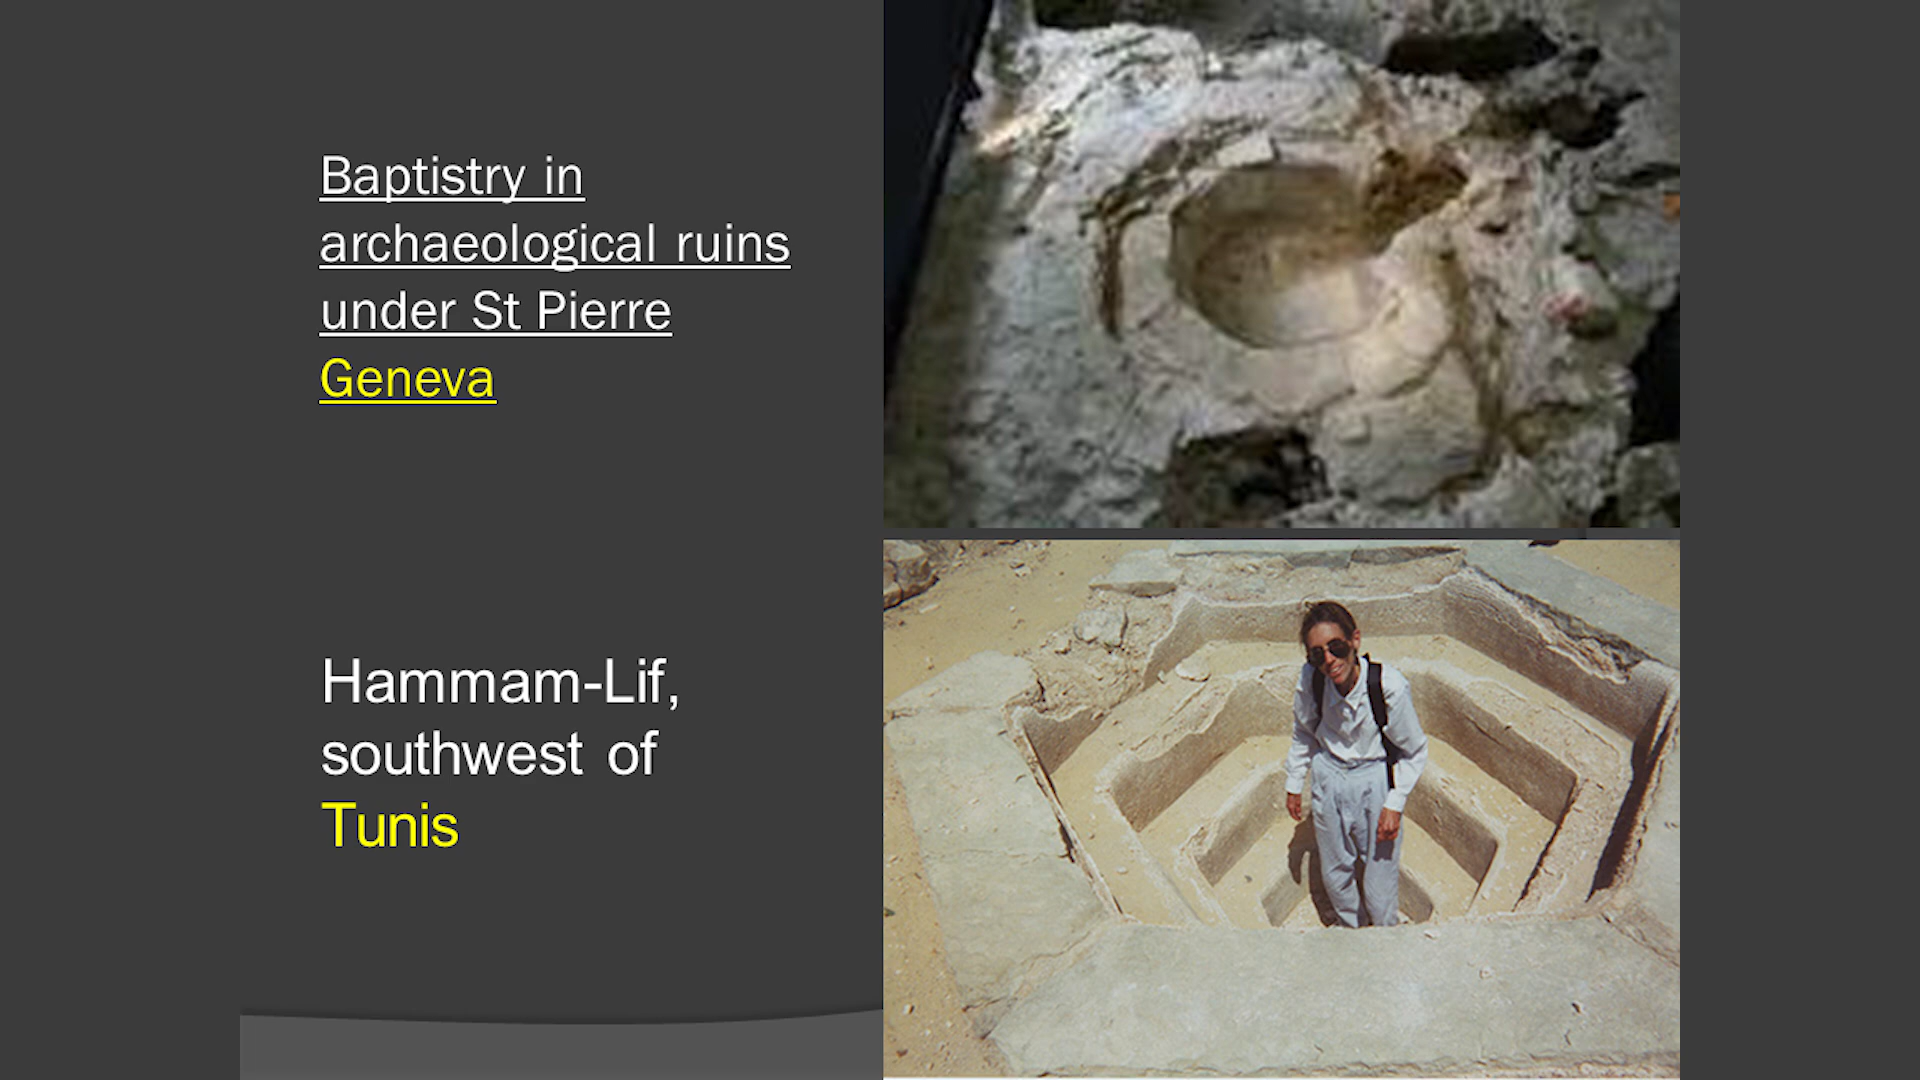 Baptistry in
archaeological ruins
under St Pierre
Geneva
Hammam-Lif,
southwest of
Tunis